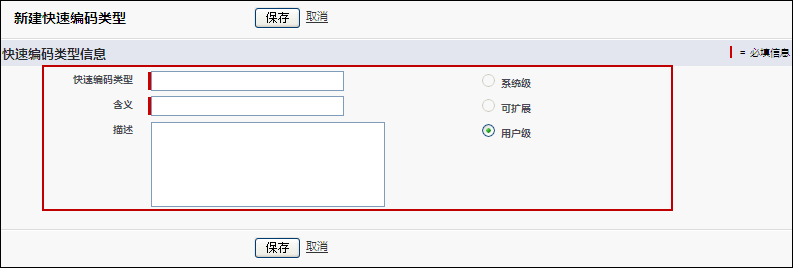 新建快速编码类型 保存 取消
快速编码类型信息 = 必填信息
快速编码类型 系统级
含义 可扩展
描述 用户级
保存 取消